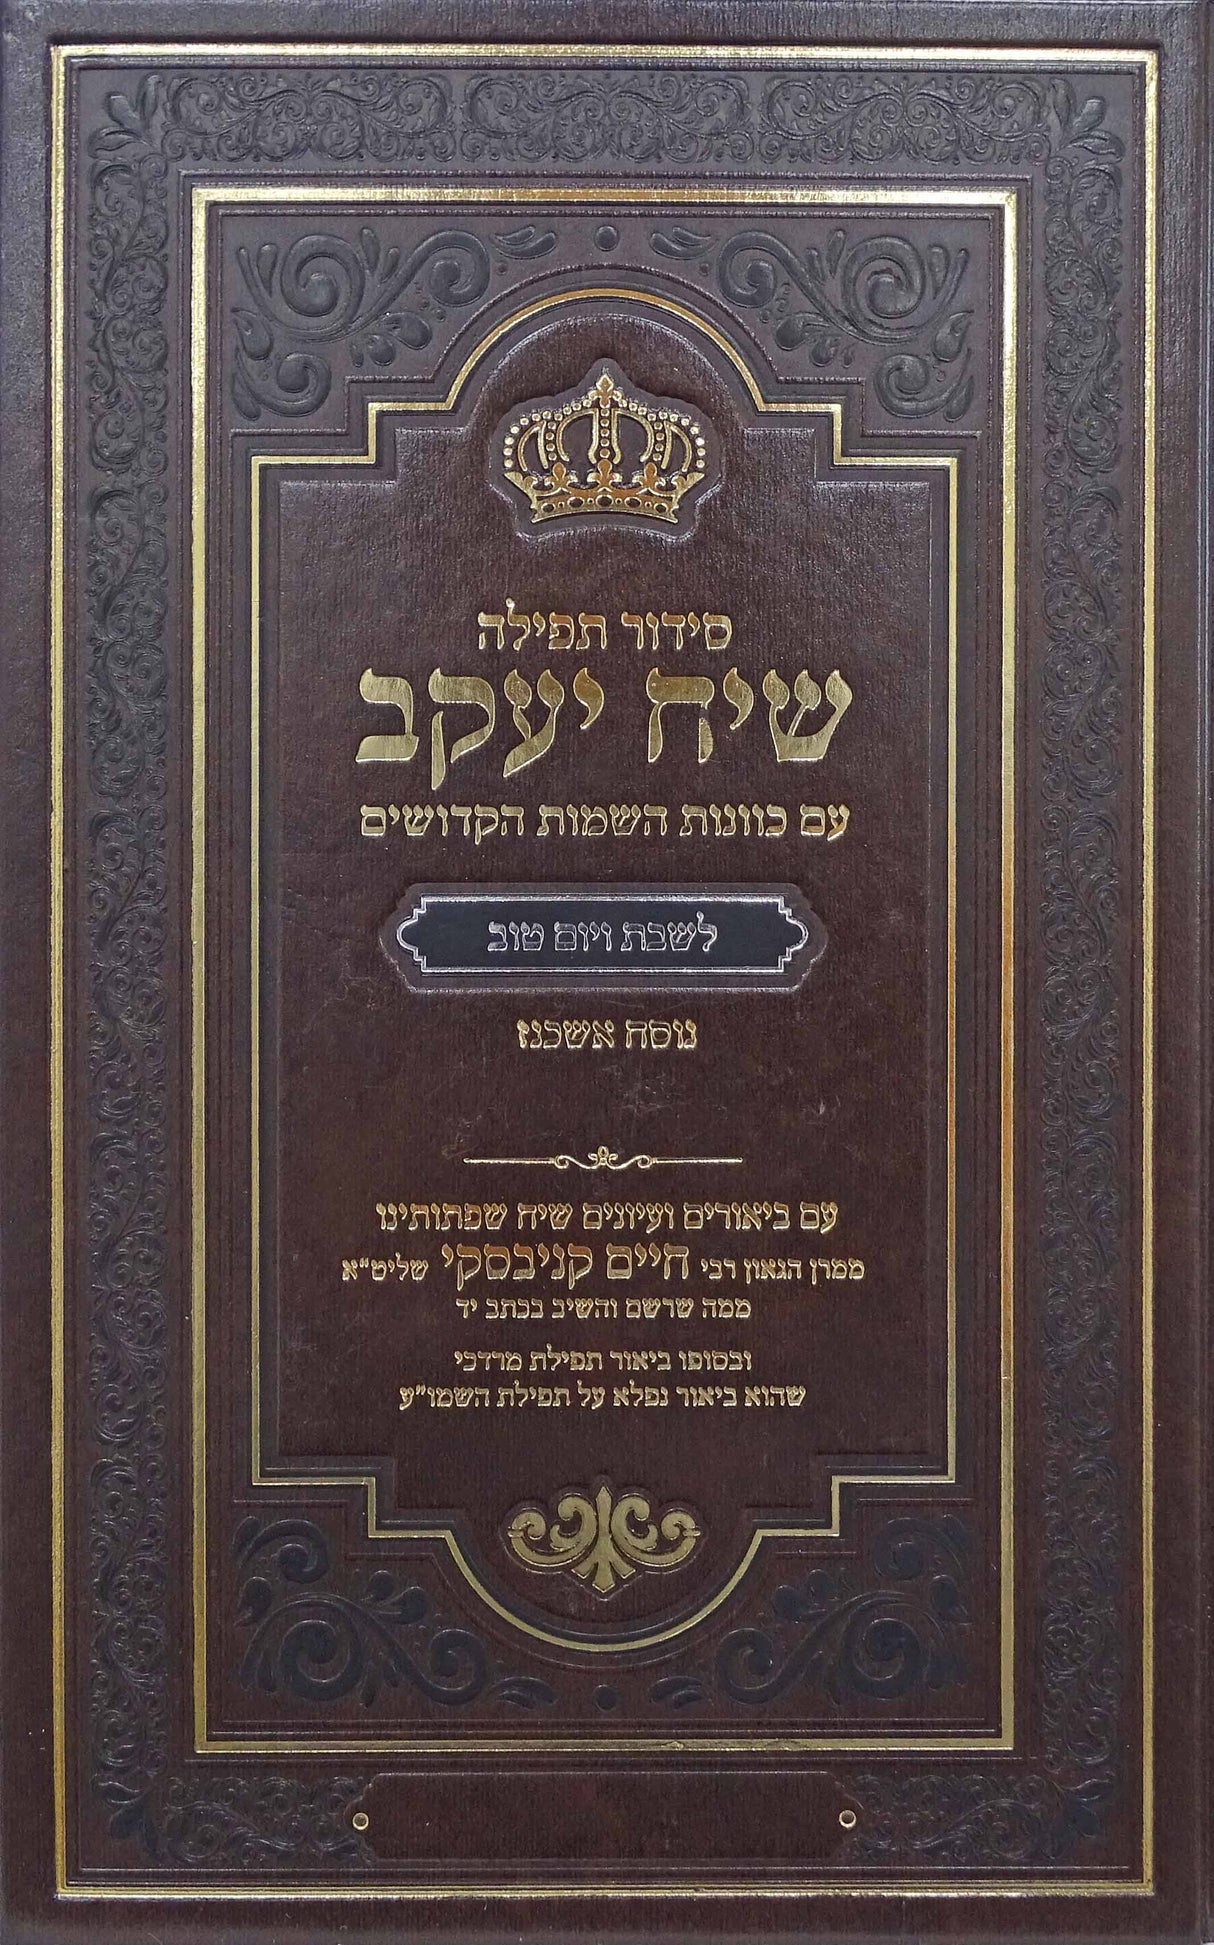 סידור תפילה
שיח יעקב
עם כוונות השמות הקדושים
לשבת ויום טוב
נוסח אשכנז
עם ביאורים ועיונים שיח שפתותינו
ממרן הגאון רבי חיים קניבסקי שליט"א
ממה שרשם והשיב בכתב יד
ובסופו ביאור תפילת מרדכי
שהוא ביאור נפלא על תפילת השמו"ע